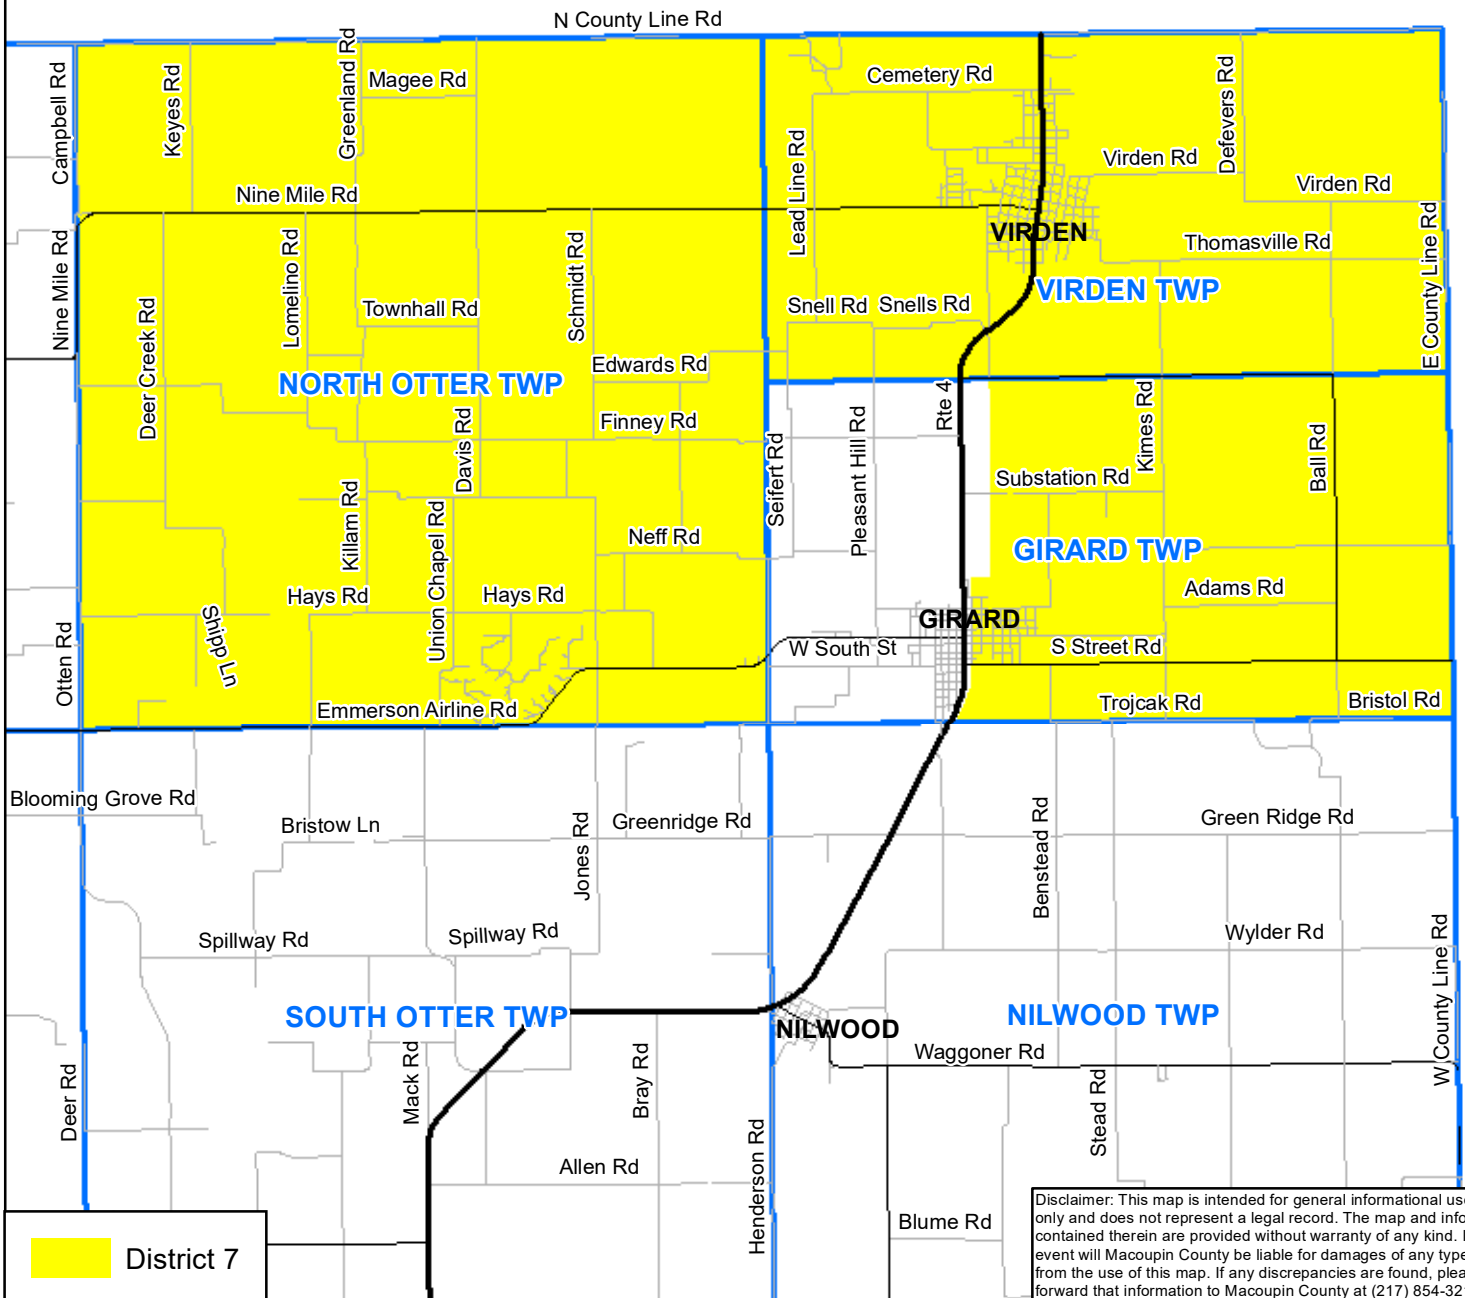 N County Line Rd
Campbell Rd
Keyes Rd
Greenland Rd
Magee Rd
Cemetery Rd
Lead Line Rd
Defevers Rd
Virden Rd
Virden Rd
Nine Mile Rd
Nine Mile Rd
Lomelino Rd
Schmidt Rd
VIRDEN
Thomasville Rd
E County Line Rd
VIRDEN TWP
Deer Creek Rd
Townhall Rd
Snell Rd
Snells Rd
Edwards Rd
NORTH OTTER TWP
Rte 4
Kimes Rd
Ball Rd
Davis Rd
Finney Rd
Seifert Rd
Pleasant Hill Rd
Substation Rd
Killam Rd
Union Chapel Rd
Neff Rd
GIRARD TWP
Hays Rd
Hays Rd
Adams Rd
Shipp Ln
GIRARD
Otten Rd
W South St
S Street Rd
Emmerson Airline Rd
Trojcak Rd
Bristol Rd
Blooming Grove Rd
Bristow Ln
Jones Rd
Greenridge Rd
Benstead Rd
Green Ridge Rd
Spillway Rd
Spillway Rd
Wylder Rd
W County Line Rd
SOUTH OTTER TWP
NILWOOD
NILWOOD TWP
Waggoner Rd
Deer Rd
Mack Rd
Bray Rd
Stead Rd
Henderson Rd
Allen Rd
Blume Rd
District 7
Disclaimer: This map is intended for general informational use
only and does not represent a legal record. The map and info
contained therein are provided without warranty of any kind.
event will Macoupin County be liable for damages of any type
from the use of this map. If any discrepancies are found, plea
forward that information to Macoupin County at (217) 854-32